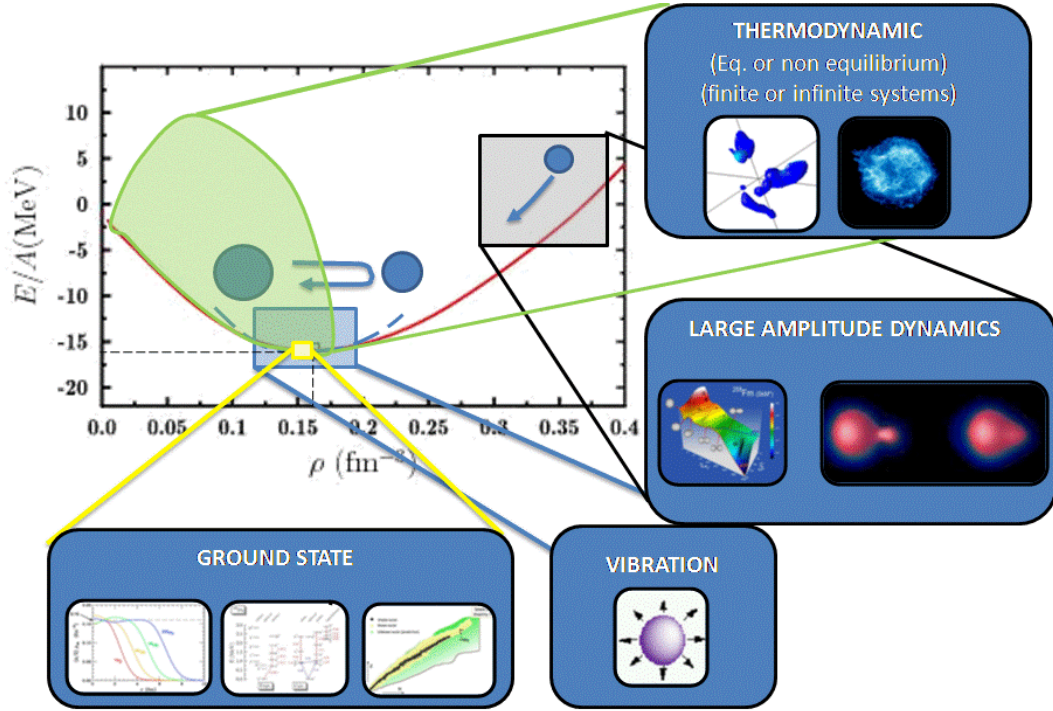 THERMODYNAMIC
(Eq. or non equilibrium)
(finite or infinite systems)
E/A(MeV)
10
5
0
-5
-10
-15
-20
0.0 0.05 0.1 0.15 0.2 0.25 0.3 0.35 0.4
ρ (fm⁻³)
LARGE AMPLITUDE DYNAMICS
GROUND STATE
VIBRATION